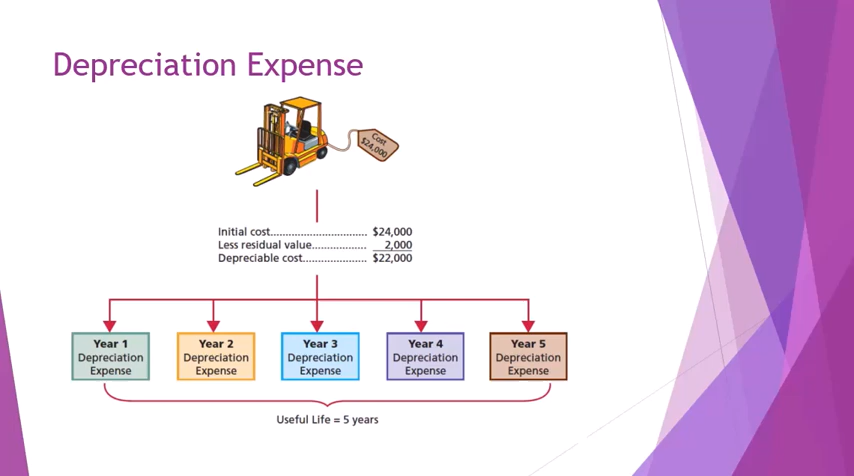 Depreciation Expense
Cost
$24,000
Initial cost................................ $24,000
Less residual value.................. 2,000
Depreciable cost..................... $22,000
Year 1
Depreciation
Expense
Year 2
Depreciation
Expense
Year 3
Depreciation
Expense
Year 4
Depreciation
Expense
Year 5
Depreciation
Expense
Useful Life = 5 years